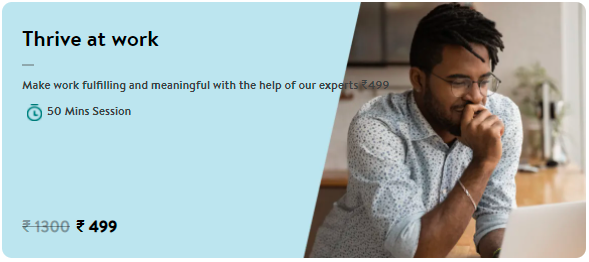 Thrive at work
Make work fulfilling and meaningful with the help of our experts ₹499
50 Mins Session
₹ 1300 ₹ 499